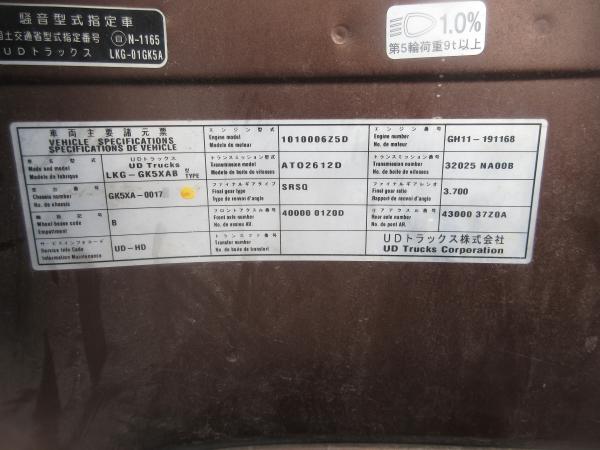 騒音型式指定車
国土交通省型式指定番号 自 N-1165
UDトラックス LKG-01GK5A
1.0%
第5輪荷重9t以上
車両主要諸元票
VEHICLE SPECIFICATIONS
SPECIFICATIONS DE VEHICLE
車名型式
Make and model
Modele de fabrique
UDトラックス
UD Trucks
LKG-GK5XAB 型 TYPE
車台番号
Chassis number
No. de chassis
GK5XA-0017
Wheel bases code
Empattement
B
サービスインフォコード
Service Info Code
Information Maintenance
UD-HD
エンジン型式
Engine model
Modele de moteur
1010006Z5D
トランスミッション型式
Transmission model
Modele de boite de vitesses
ATO2612D
ファイナルギアタイプ
Final gear type
Type de renvoi d'angle
SRSQ
フロントアクスル番号
Front axle number
No. de essieu AV.
40000 01Z0D
トランスファ番号
Transfer number
No. de boite de transfert
エンジン番号
Engine number
No. de moteur
GH11-191168
トランスミッション番号
Transmission number
No. de boite de vitesses
32025 NA00B
ファイナルギアレシオ
Final gear ratio
Rapport de renvoi d'angle
3.700
リアアクスル番号
Rear axle number
No. de pont AR.
43000 37Z0A
UDトラックス株式会社
UD Trucks Corporation